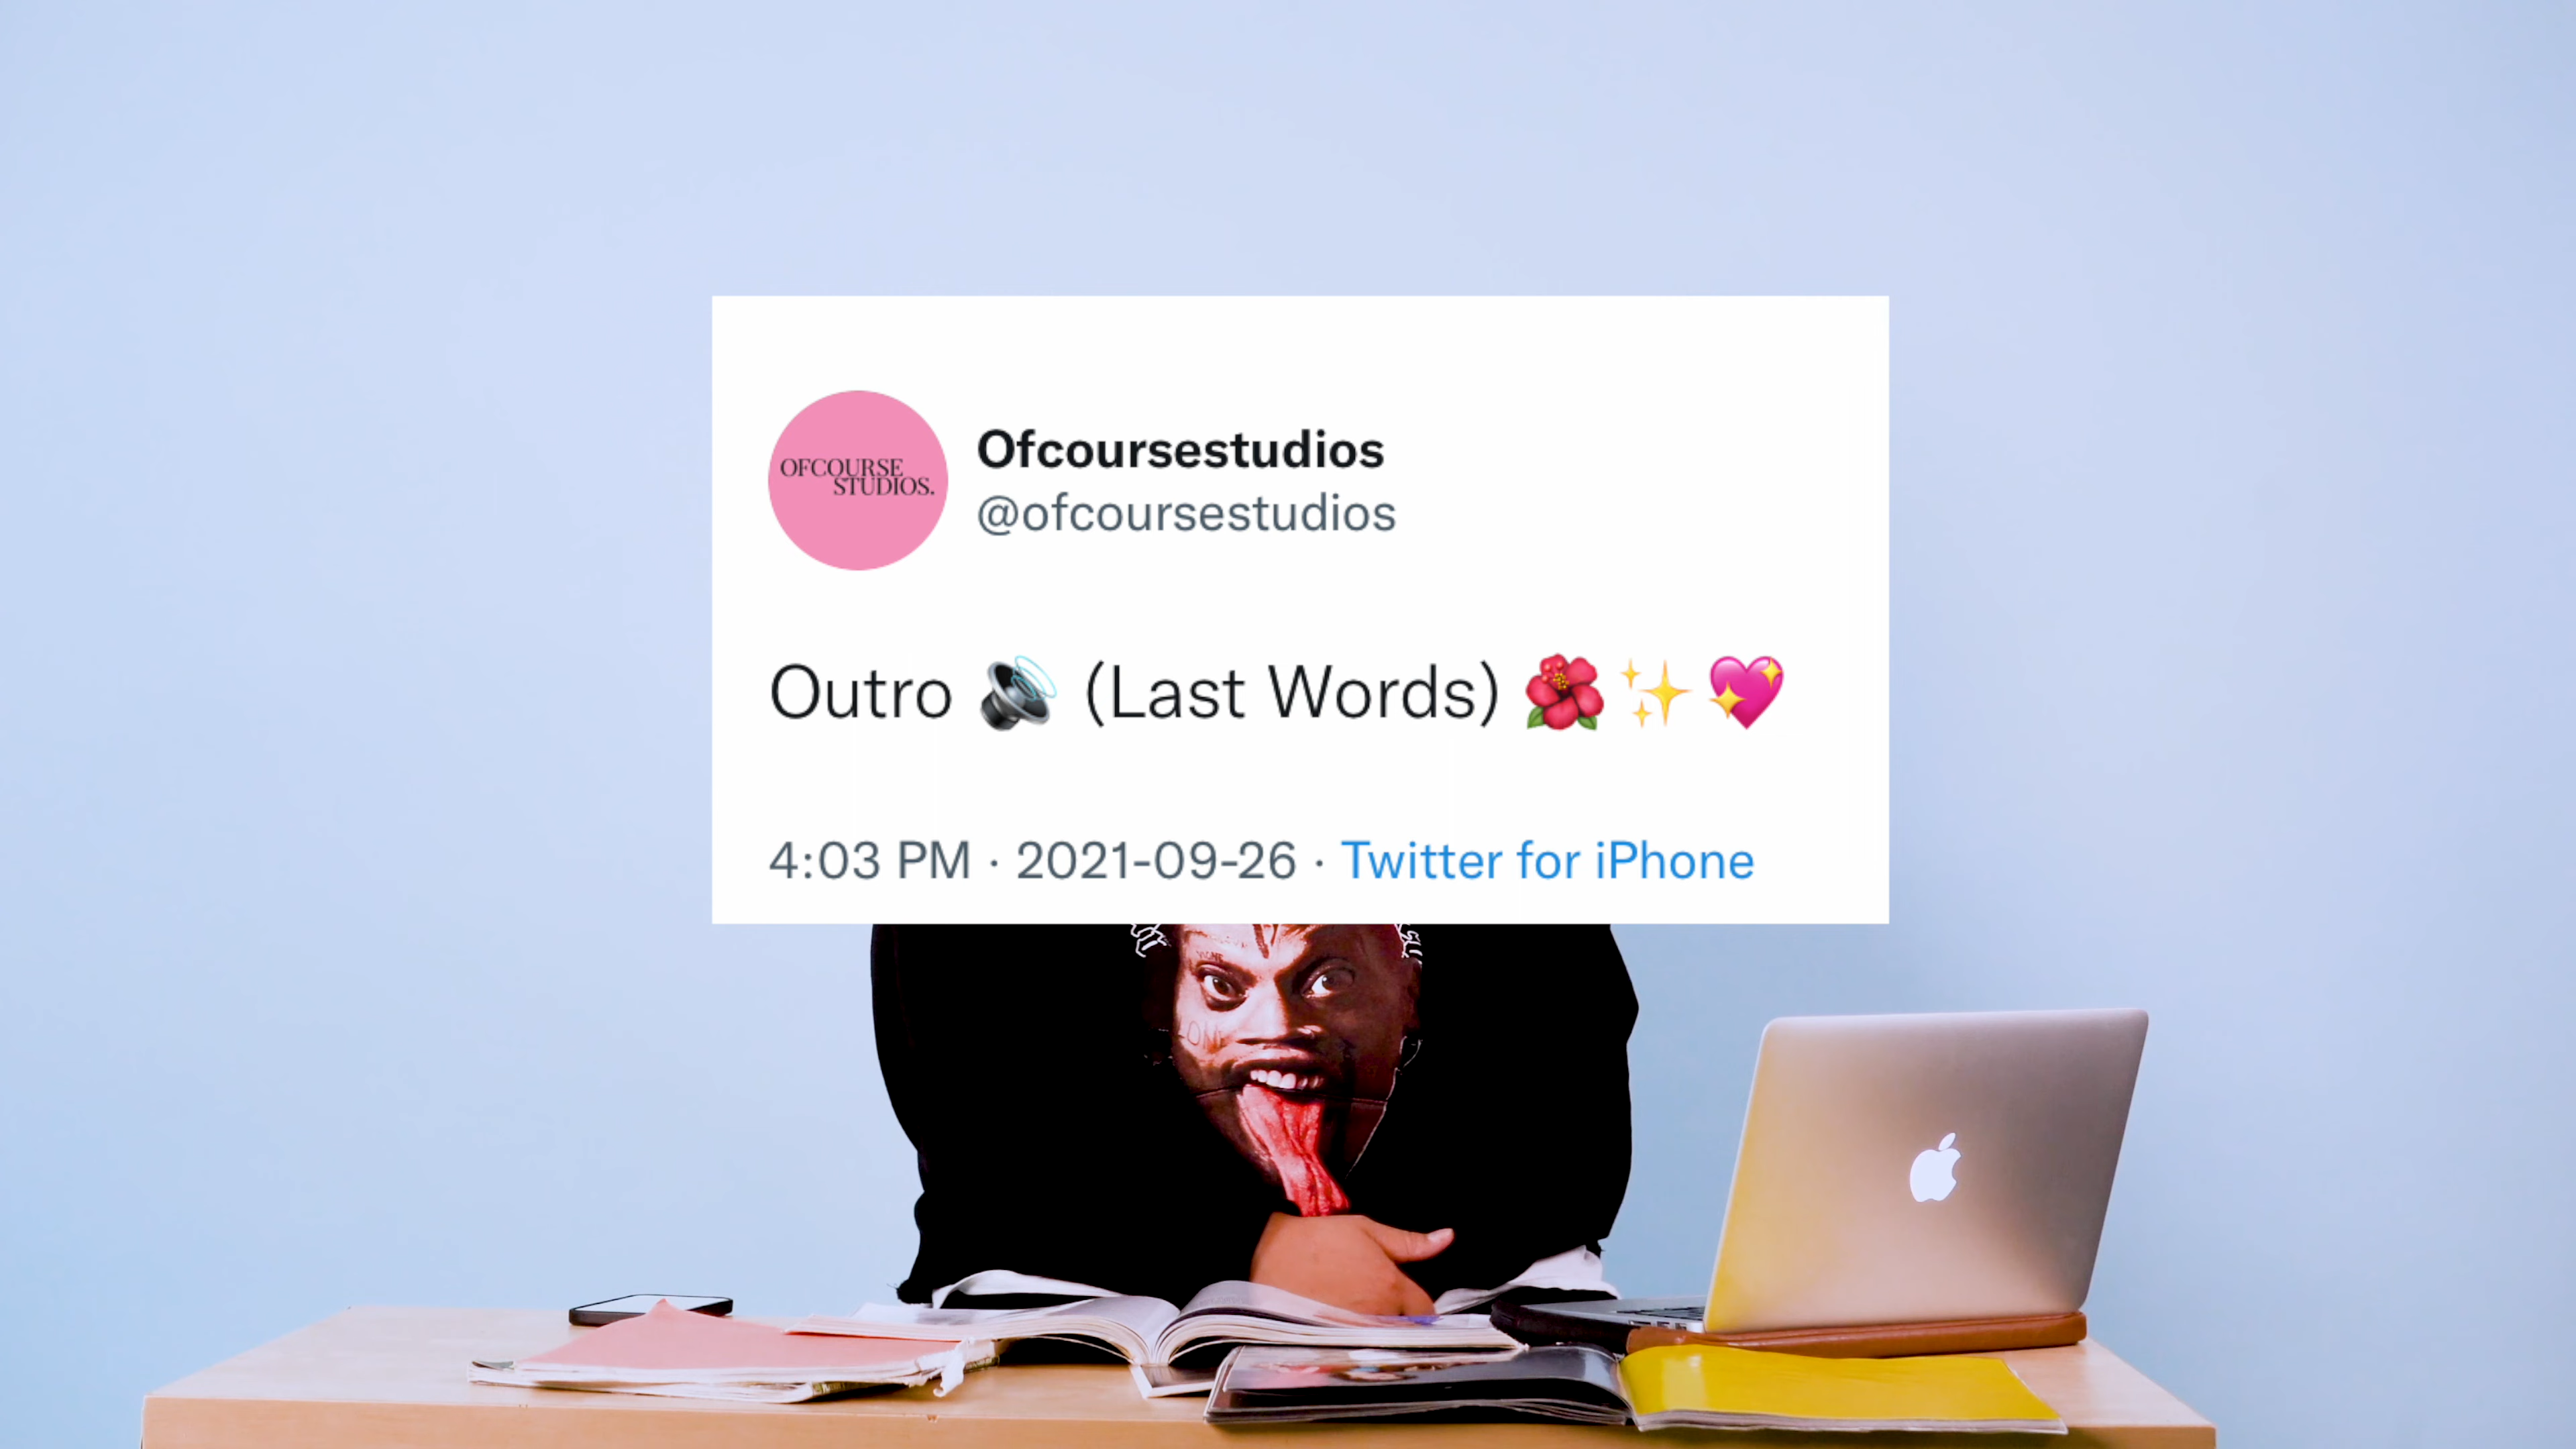 OFCOURSE
STUDIOS.
Ofcoursestudios
@ofcoursestudios
Outro 🔊 (Last Words) 🌺✨💖
4:03 PM · 2021-09-26 · Twitter for iPhone